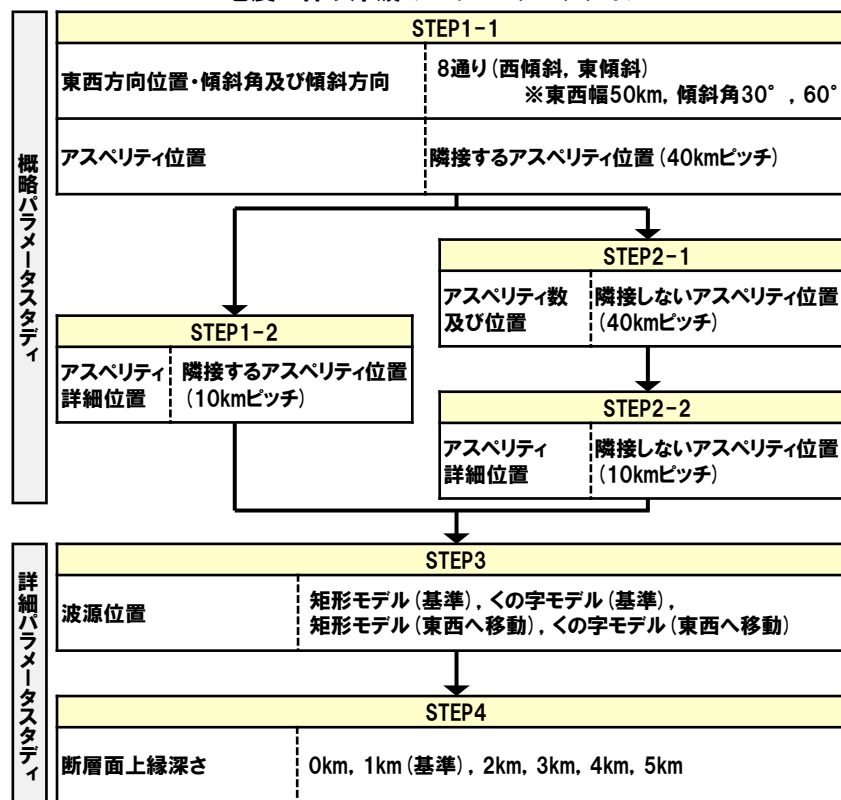 概略パラメータスタディ
STEP1-1
東西方向位置・傾斜角及び傾斜方向
8通り(西傾斜, 東傾斜)
※東西幅50km, 傾斜角30°, 60°
アスペリティ位置
隣接するアスペリティ位置(40kmピッチ)
STEP1-2
アスペリティ
詳細位置
隣接するアスペリティ位置
(10kmピッチ)
STEP2-1
アスペリティ数
及び位置
隣接しないアスペリティ位置
(40kmピッチ)
STEP2-2
アスペリティ
詳細位置
隣接しないアスペリティ位置
(10kmピッチ)
詳細パラメータスタディ
STEP3
波源位置
矩形モデル(基準), くの字モデル(基準),
矩形モデル(東西へ移動), くの字モデル(東西へ移動)
STEP4
断層面上縁深さ
0km, 1km(基準), 2km, 3km, 4km, 5km